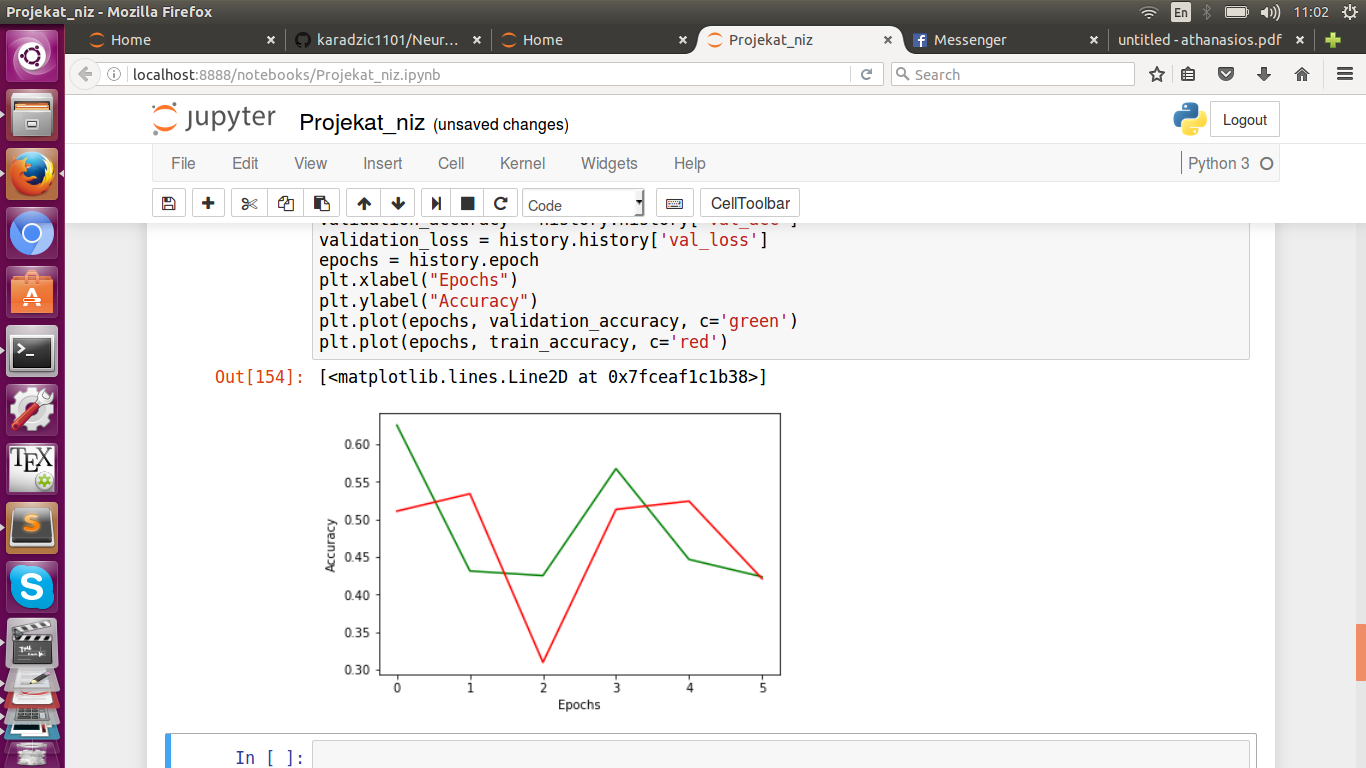 Projekat_niz - Mozilla Firefox
En
11:02
Home
karadzic1101/Neur...
Home
Projekat_niz
Messenger
untitled - athanasios.pdf
localhost:8888/notebooks/Projekat_niz.ipynb
Search
jupyter
Projekat_niz (unsaved changes)
Logout
File Edit View Insert Cell Kernel Widgets Help
Python 3
Code
CellToolbar
validation_accuracy = history.history['val_acc']
validation_loss = history.history['val_loss']
epochs = history.epoch
plt.xlabel("Epochs")
plt.ylabel("Accuracy")
plt.plot(epochs, validation_accuracy, c='green')
plt.plot(epochs, train_accuracy, c='red')
Out[154]: [<matplotlib.lines.Line2D at 0x7fceaf1c1b38>]
0.60
0.55
0.50
0.45
0.40
0.35
0.30
Accuracy
0 1 2 3 4 5
Epochs
In [ ]:
TEX
S
S